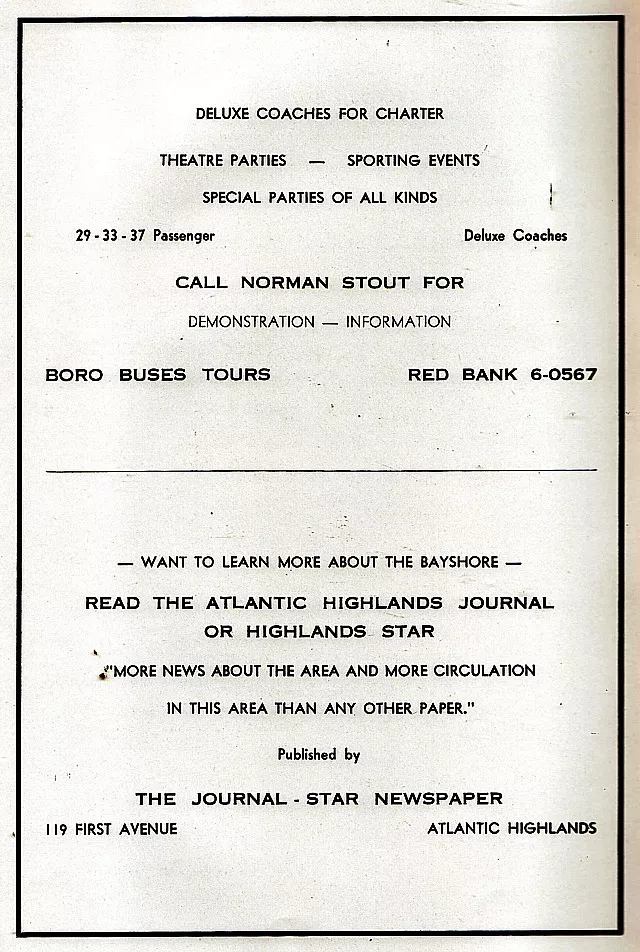 DELUXE COACHES FOR CHARTER
THEATRE PARTIES — SPORTING EVENTS
SPECIAL PARTIES OF ALL KINDS
29 - 33 - 37 Passenger Deluxe Coaches
CALL NORMAN STOUT FOR
DEMONSTRATION — INFORMATION
BORO BUSES TOURS RED BANK 6-0567
— WANT TO LEARN MORE ABOUT THE BAYSHORE —
READ THE ATLANTIC HIGHLANDS JOURNAL
OR HIGHLANDS STAR
"MORE NEWS ABOUT THE AREA AND MORE CIRCULATION
IN THIS AREA THAN ANY OTHER PAPER."
Published by
THE JOURNAL - STAR NEWSPAPER
119 FIRST AVENUE ATLANTIC HIGHLANDS